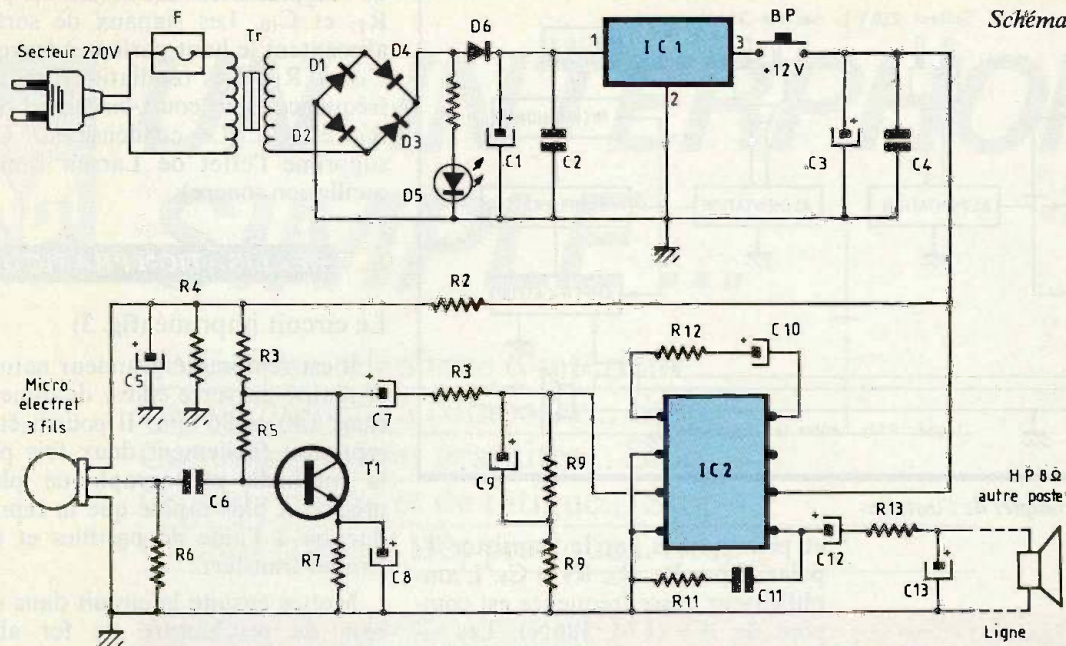 Schéma
Secteur 220V
F
Tr
D1
D4
D2
D3
D6
D5
C1
C2
1
IC1
3
2
BP
+12V
C3
C4
R4
R2
R3
C5
Micro
électret
3 fils
R5
C7
R3
R12
C10
C6
T1
C9
R9
IC2
R6
R7
C8
R9
R11
C11
C12
R13
C13
HP 8Ω
autre poste
Ligne